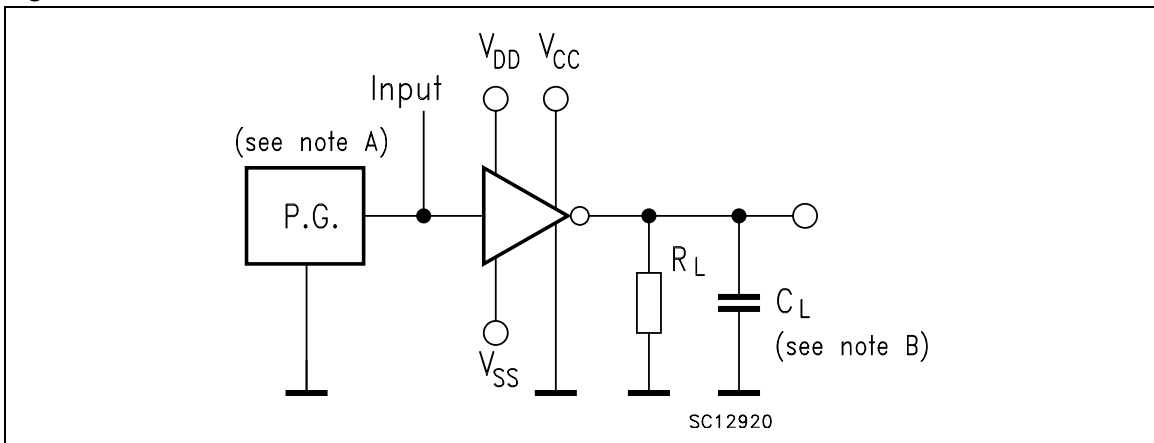 V_DD V_CC
Input
(see note A)
P.G.
R_L
C_L
(see note B)
V_SS
SC12920